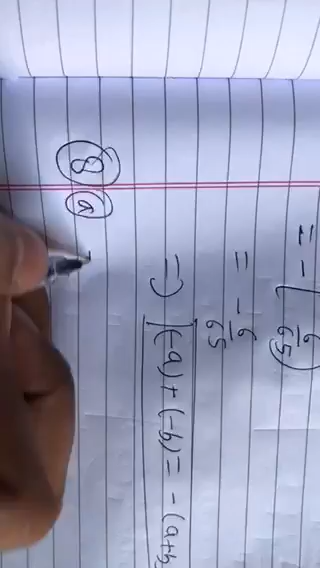 = - (6/65)
= - 6/65
=) (-a) + (-b) = - (a+b
8 a